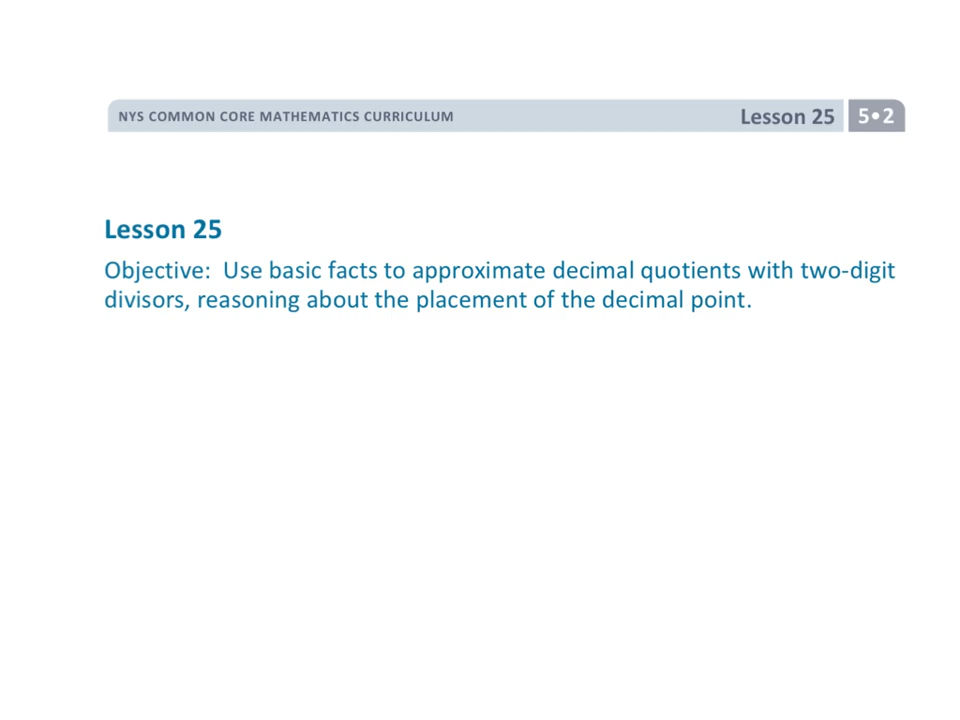 NYS COMMON CORE MATHEMATICS CURRICULUM Lesson 25 5•2
Lesson 25
Objective: Use basic facts to approximate decimal quotients with two-digit
divisors, reasoning about the placement of the decimal point.